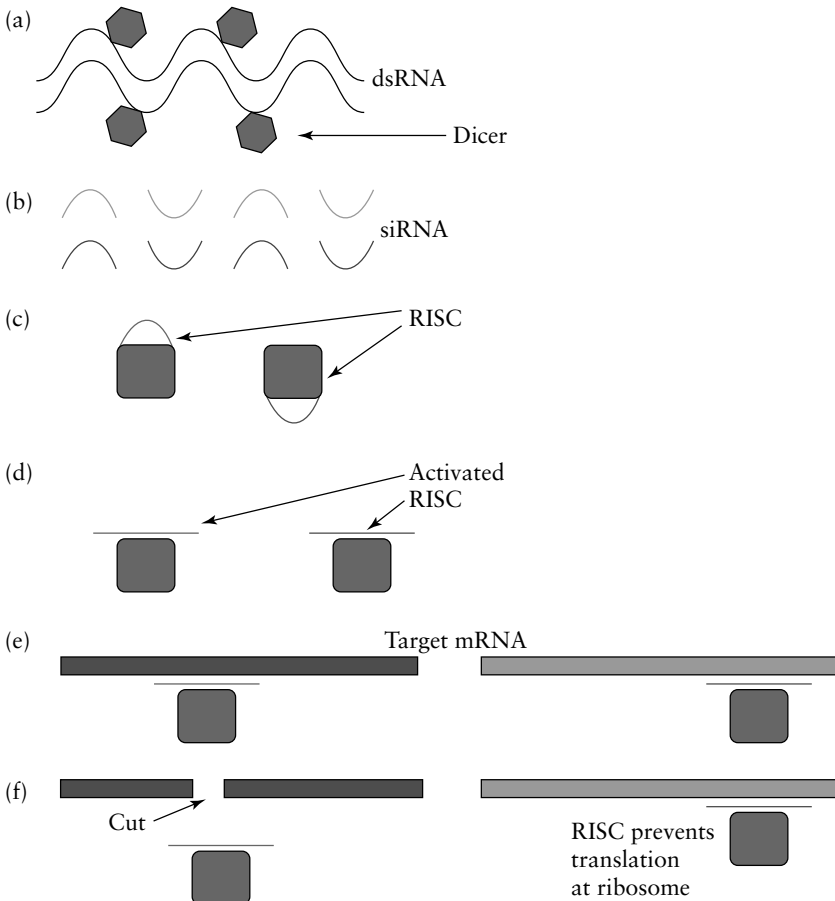 (a)
dsRNA
Dicer
(b)
siRNA
(c)
RISC
(d)
Activated
RISC
(e)
Target mRNA
(f)
Cut
RISC prevents
translation
at ribosome